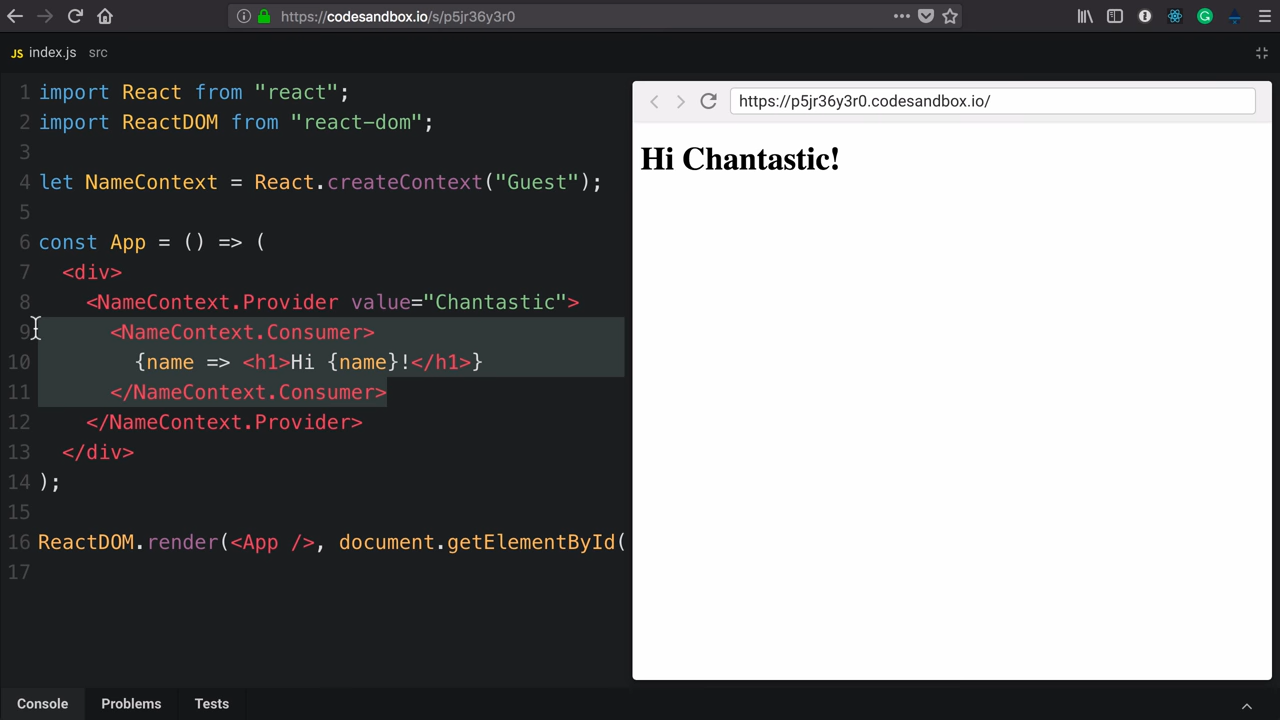 https://codesandbox.io/s/p5jr36y3r0
JS index.js src
1 import React from "react";
2 import ReactDOM from "react-dom";
3
4 let NameContext = React.createContext("Guest");
5
6 const App = () => (
7 <div>
8 <NameContext.Provider value="Chantastic">
9 <NameContext.Consumer>
10 {name => <h1>Hi {name}!</h1>}
11 </NameContext.Consumer>
12 </NameContext.Provider>
13 </div>
14 );
15
16 ReactDOM.render(<App />, document.getElementById(
17
https://p5jr36y3r0.codesandbox.io/
Hi Chantastic!
Console Problems Tests